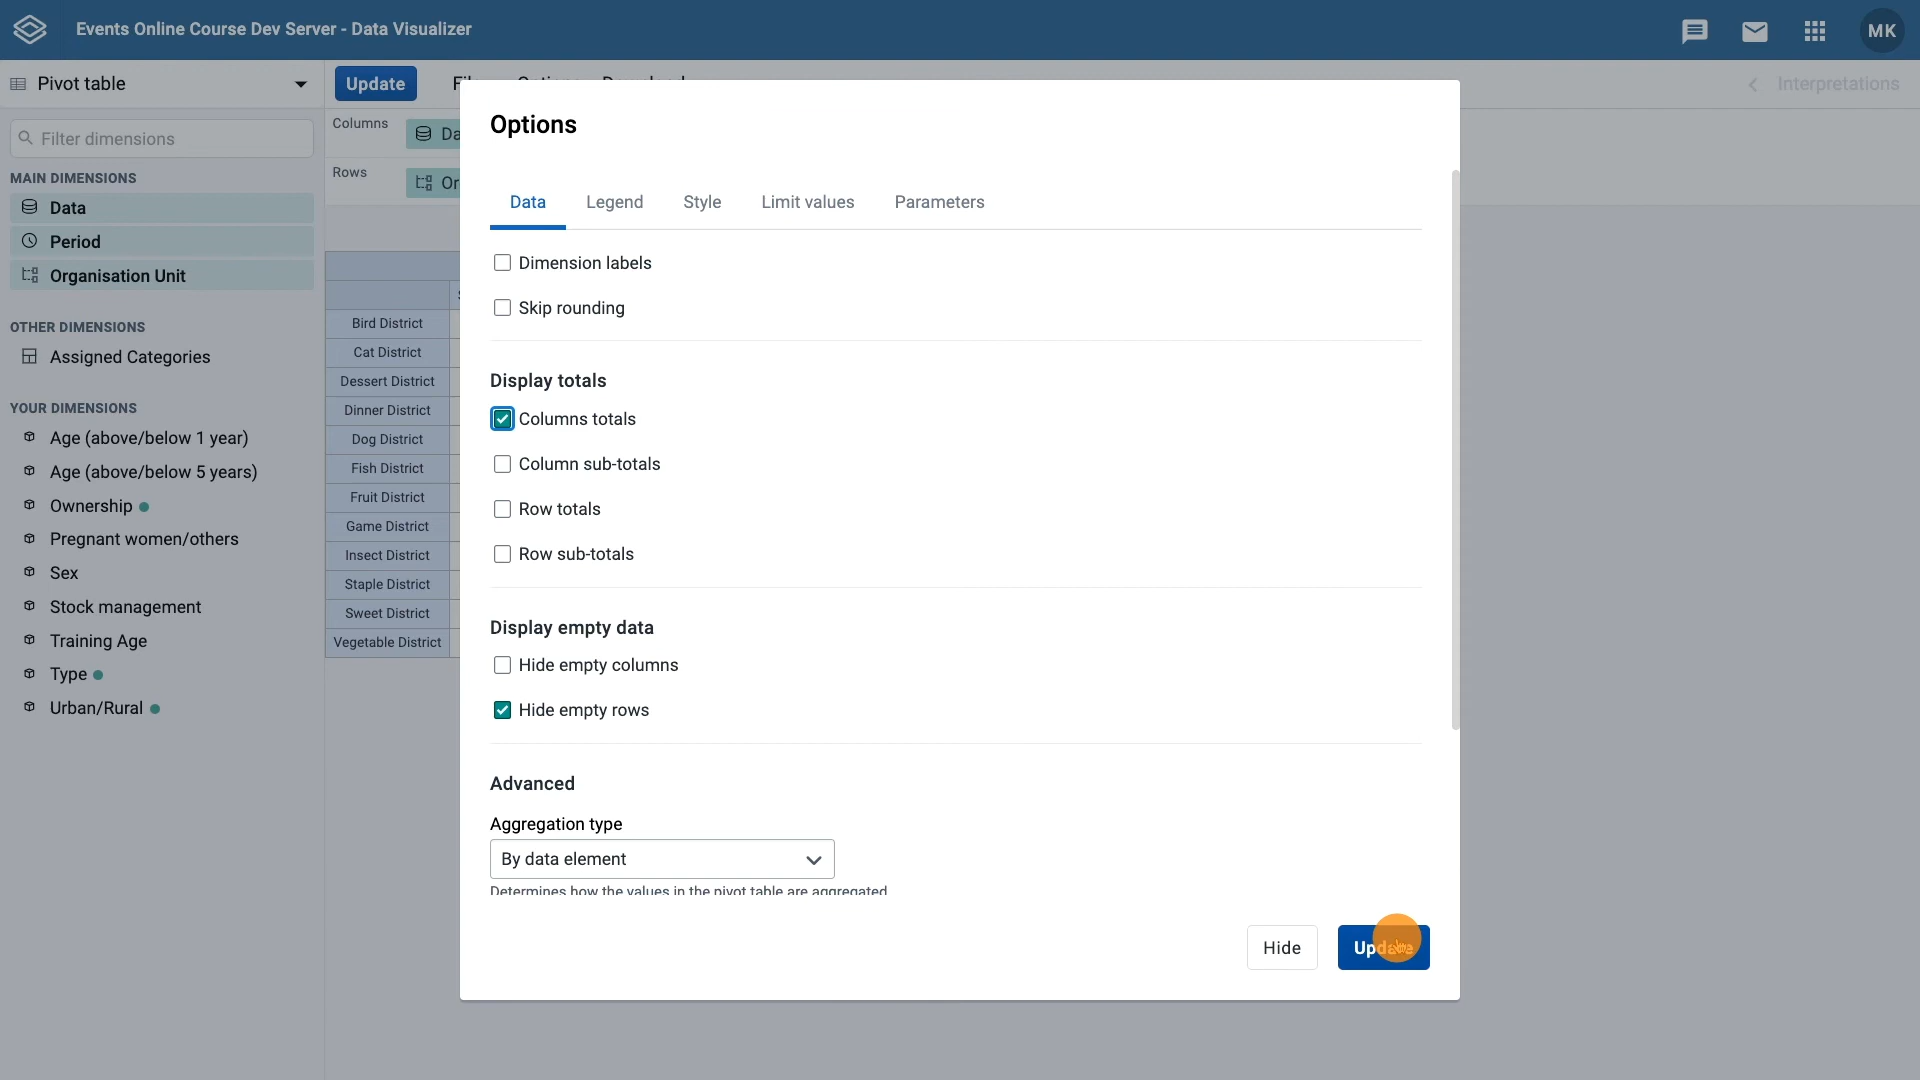 Events Online Course Dev Server - Data Visualizer
MK
Pivot table
Update
Interpretations
Filter dimensions
Columns
Rows
MAIN DIMENSIONS
Data
Period
Organisation Unit
OTHER DIMENSIONS
Assigned Categories
YOUR DIMENSIONS
Age (above/below 1 year)
Age (above/below 5 years)
Ownership
Pregnant women/others
Sex
Stock management
Training Age
Type
Urban/Rural
Bird District
Cat District
Dessert District
Dinner District
Dog District
Fish District
Fruit District
Game District
Insect District
Staple District
Sweet District
Vegetable District
Options
Data Legend Style Limit values Parameters
Dimension labels
Skip rounding
Display totals
Columns totals
Column sub-totals
Row totals
Row sub-totals
Display empty data
Hide empty columns
Hide empty rows
Advanced
Aggregation type
By data element
Determines how the values in the pivot table are aggregated
Hide
Update